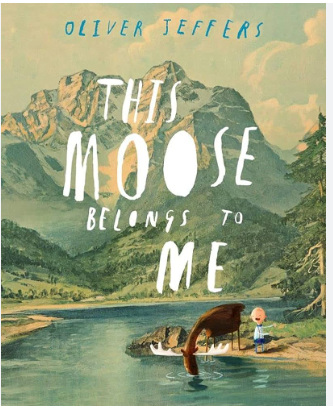 OLIVER JEFFERS
THIS
MOOSE
BELONGS TO
ME